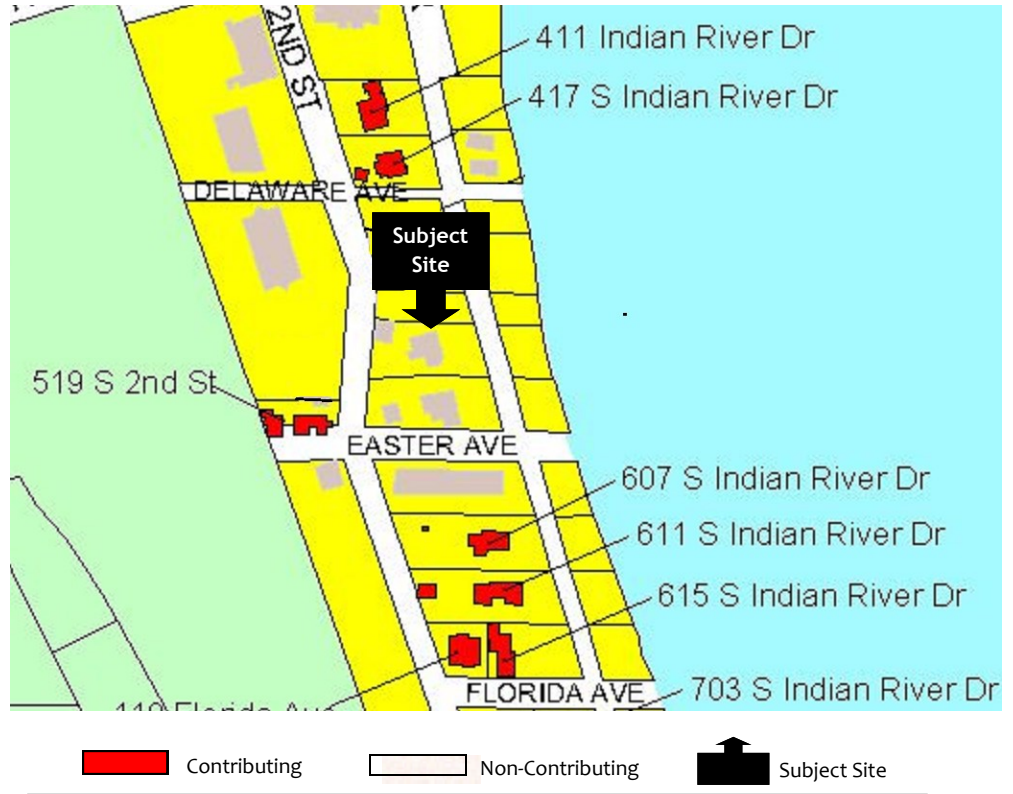 2ND ST
411 Indian River Dr
417 S Indian River Dr
DELAWARE AVE
Subject
Site
519 S 2nd St
EASTER AVE
607 S Indian River Dr
611 S Indian River Dr
615 S Indian River Dr
FLORIDA AVE
703 S Indian River Dr
Florida Ave
Contributing
Non-Contributing
Subject Site